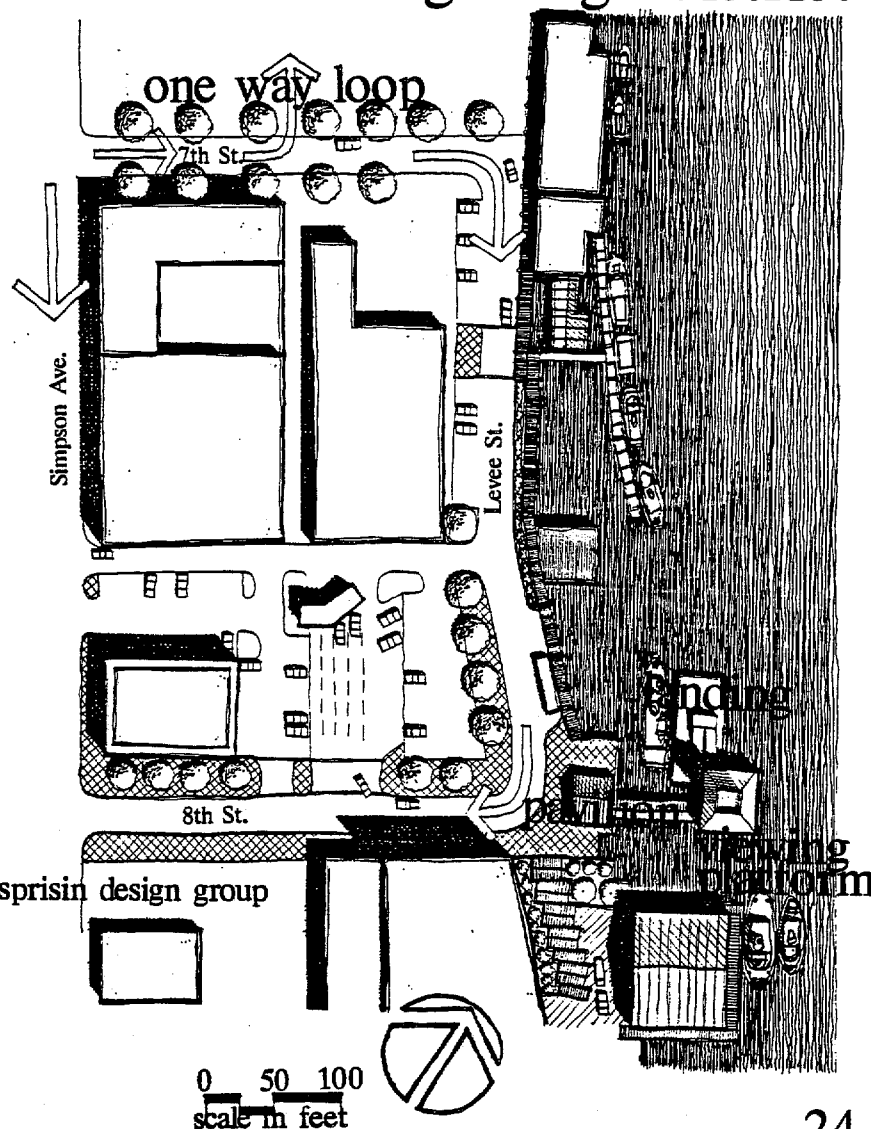 one way loop
7th St.
Simpson Ave.
Levee St.
landing
8th St.
pavilion
viewing
platform
sprisin design group
0 50 100
scale in feet
24